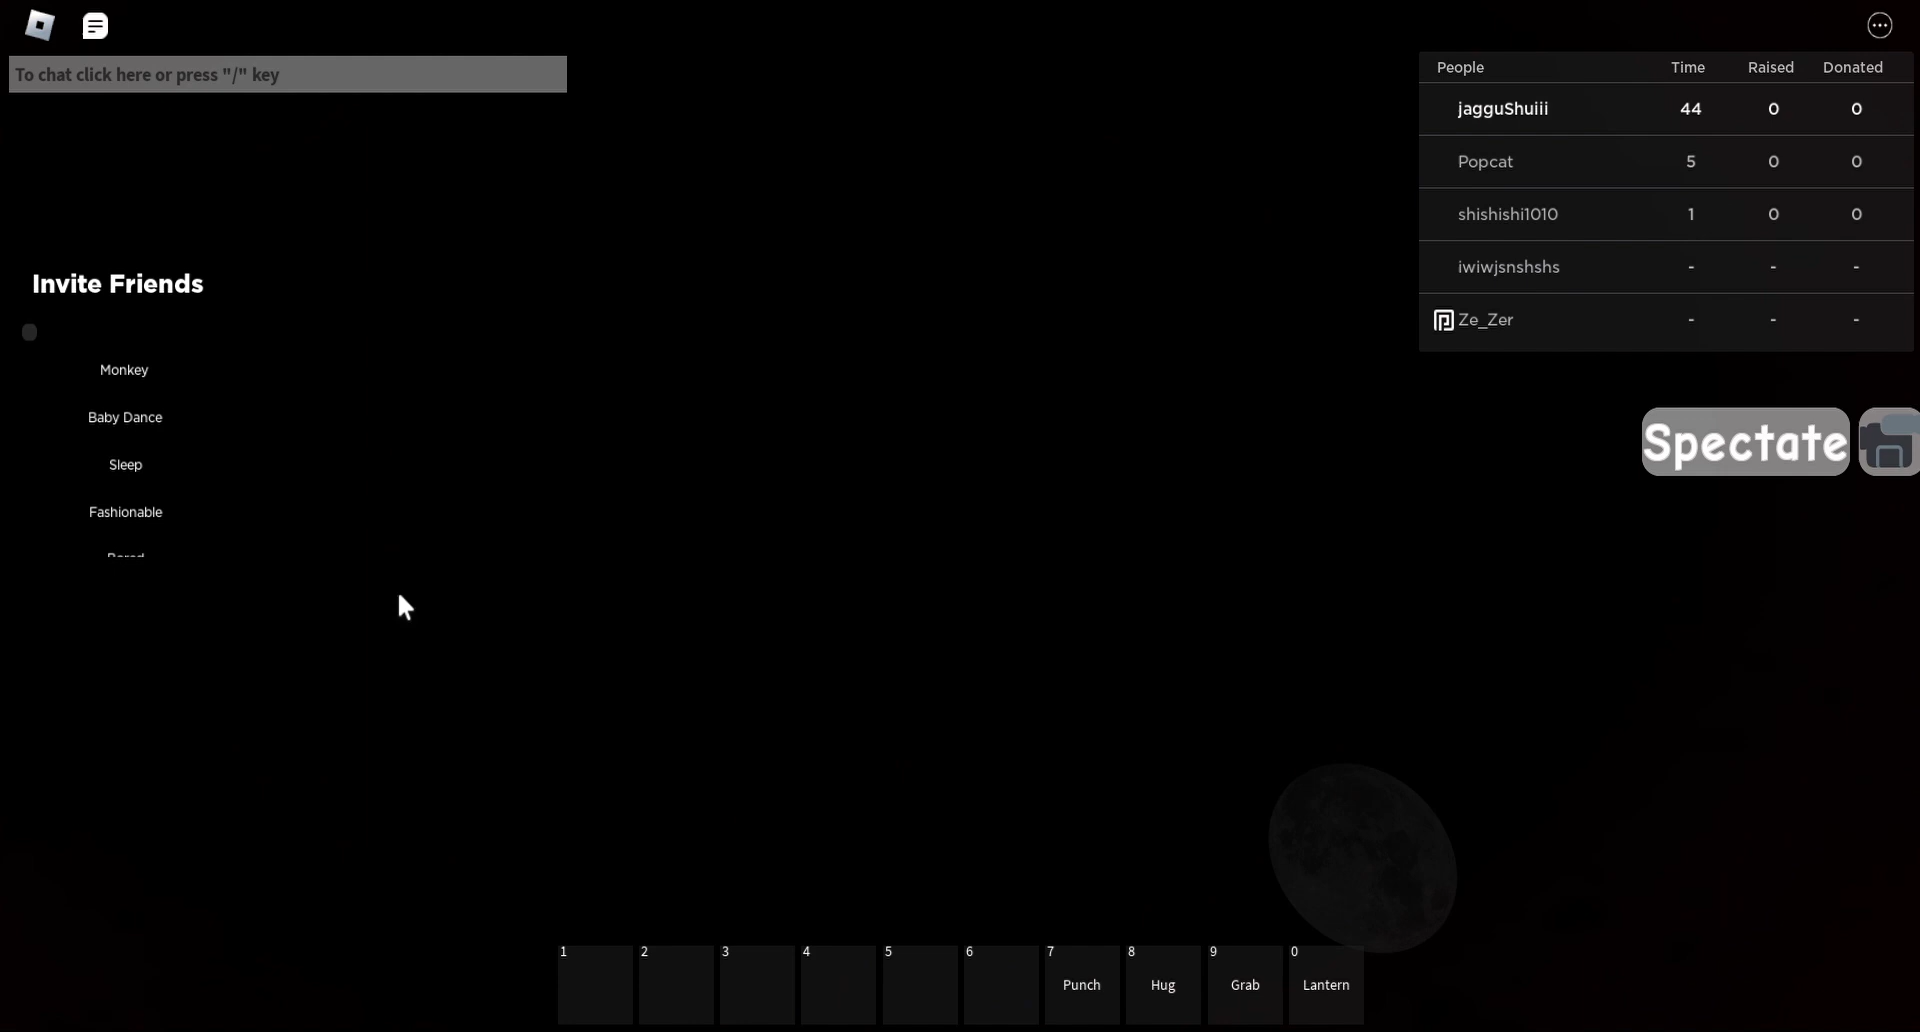 To chat click here or press "/" key
People Time Raised Donated
jagguShuiii 44 0 0
Popcat 5 0 0
shishishi1010 1 0 0
iwiwjsnshshs - - -
Ze_Zer - - -
Invite Friends
Monkey
Baby Dance
Sleep
Fashionable
Spectate
1 2 3 4 5 6 7 8 9 0
Punch Hug Grab Lantern